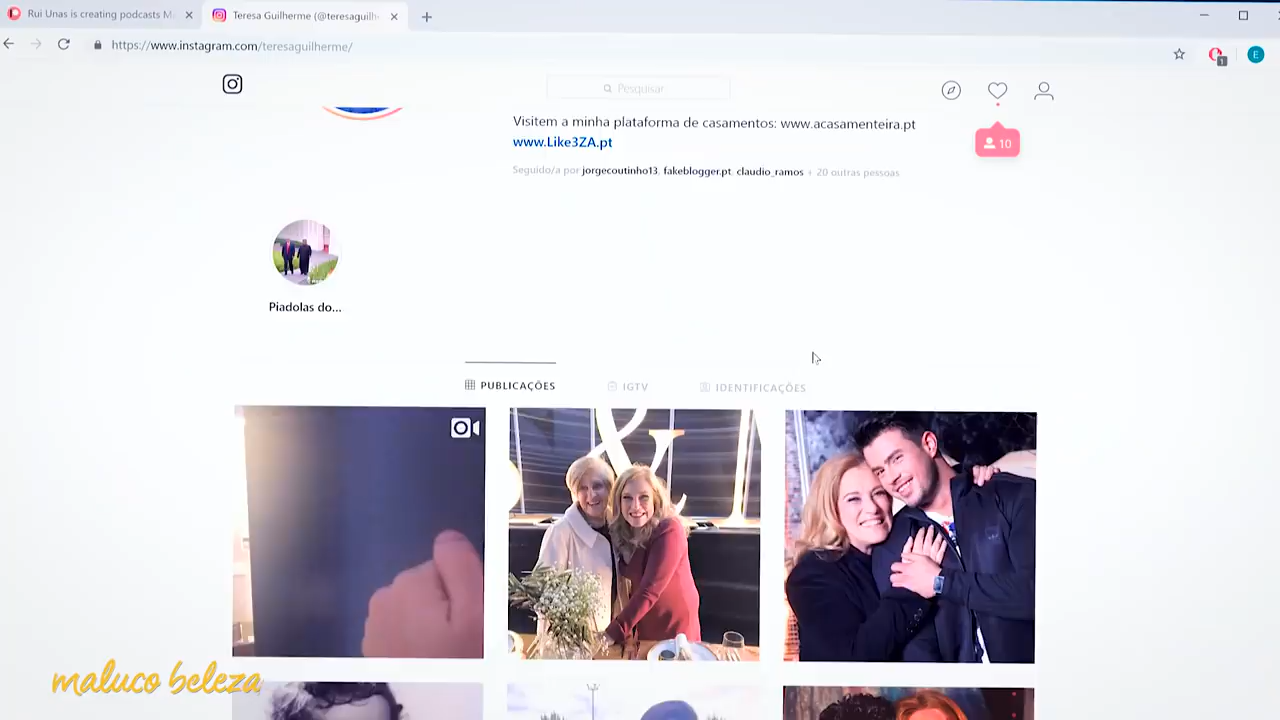 Rui Unas is creating podcasts M
Teresa Guilherme (@teresaguilh
https://www.instagram.com/teresaguilherme/
E
1
Pesquisar
Visitem a minha plataforma de casamentos: www.acasamenteira.pt
www.Like3ZA.pt
10
Seguido/a por jorgecoutinho13, fakeblogger.pt, claudio_ramos + 20 outras pessoas
Piadolas do...
PUBLICAÇÕES
IGTV
IDENTIFICAÇÕES
&
maluco beleza